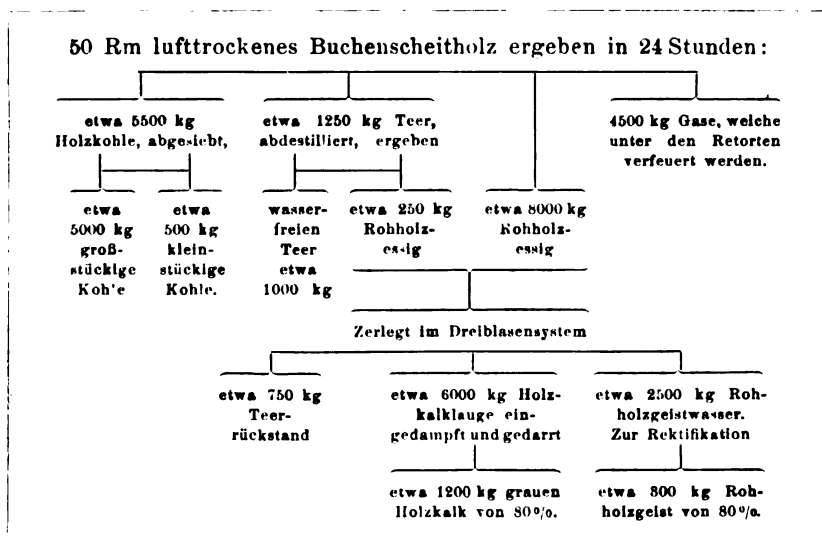 50 Rm lufttrockenes Buchenscheitholz ergeben in 24 Stunden:
etwa 5500 kg
Holzkohle, abgesiebt,
etwa 1250 kg Teer,
abdestilliert, ergeben
4500 kg Gase, welche
unter den Retorten
verfeuert werden.
etwa
5000 kg
groß-
stückige
Kohle
etwa
500 kg
klein-
stückige
Kohle.
wasser-
freien
Teer
etwa
1000 kg
etwa 250 kg
Rohholz-
essig
etwa 8000 kg
Rohholz-
essig
Zerlegt im Dreiblasensystem
etwa 750 kg
Teer-
rückstand
etwa 6000 kg Holz-
kalklauge ein-
gedampft und gedarrt
etwa 2500 kg Roh-
holzgeistwasser.
Zur Rektifikation
etwa 1200 kg grauen
Holzkalk von 80%.
etwa 300 kg Roh-
holzgeist von 80%.